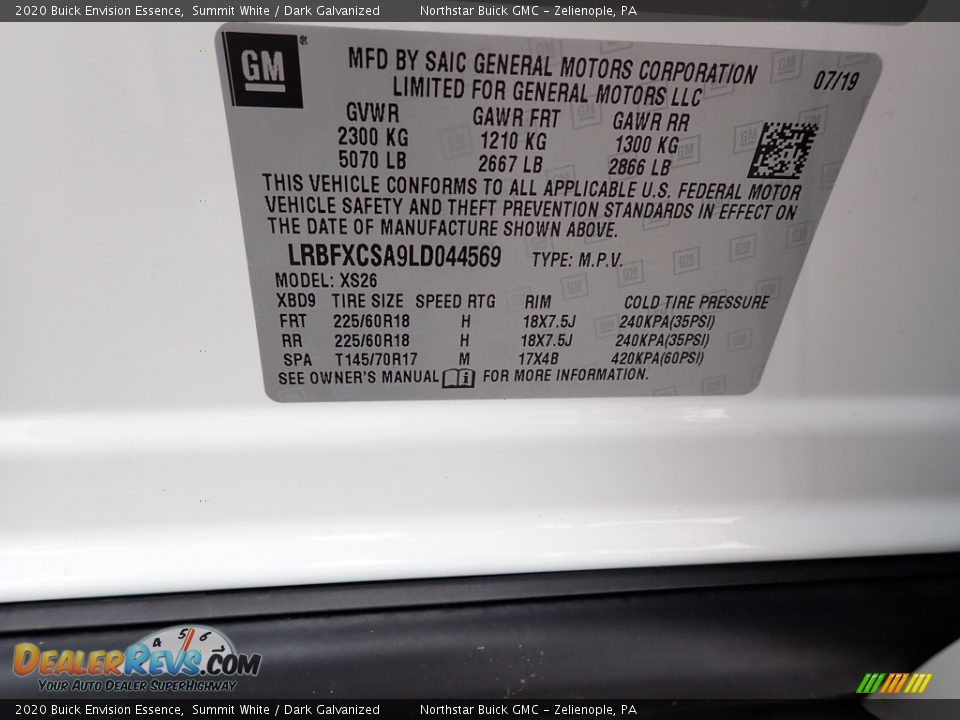 2020 Buick Envision Essence, Summit White / Dark Galvanized Northstar Buick GMC - Zelienople, PA
GM ®
MFD BY SAIC GENERAL MOTORS CORPORATION 07/19
LIMITED FOR GENERAL MOTORS LLC
GVWR GAWR FRT GAWR RR
2300 KG 1210 KG 1300 KG
5070 LB 2667 LB 2866 LB
THIS VEHICLE CONFORMS TO ALL APPLICABLE U.S. FEDERAL MOTOR
VEHICLE SAFETY AND THEFT PREVENTION STANDARDS IN EFFECT ON
THE DATE OF MANUFACTURE SHOWN ABOVE.
LRBFXCSA9LD044569 TYPE: M.P.V.
MODEL: XS26
XBD9 TIRE SIZE SPEED RTG RIM COLD TIRE PRESSURE
FRT 225/60R18 H 18X7.5J 240KPA(35PSI)
RR 225/60R18 H 18X7.5J 240KPA(35PSI)
SPA T145/70R17 M 17X4B 420KPA(60PSI)
SEE OWNER'S MANUAL i FOR MORE INFORMATION.
4 5 6 7
DEALERREVS.COM
YOUR AUTO DEALER SUPERHIGHWAY
2020 Buick Envision Essence, Summit White / Dark Galvanized Northstar Buick GMC - Zelienople, PA